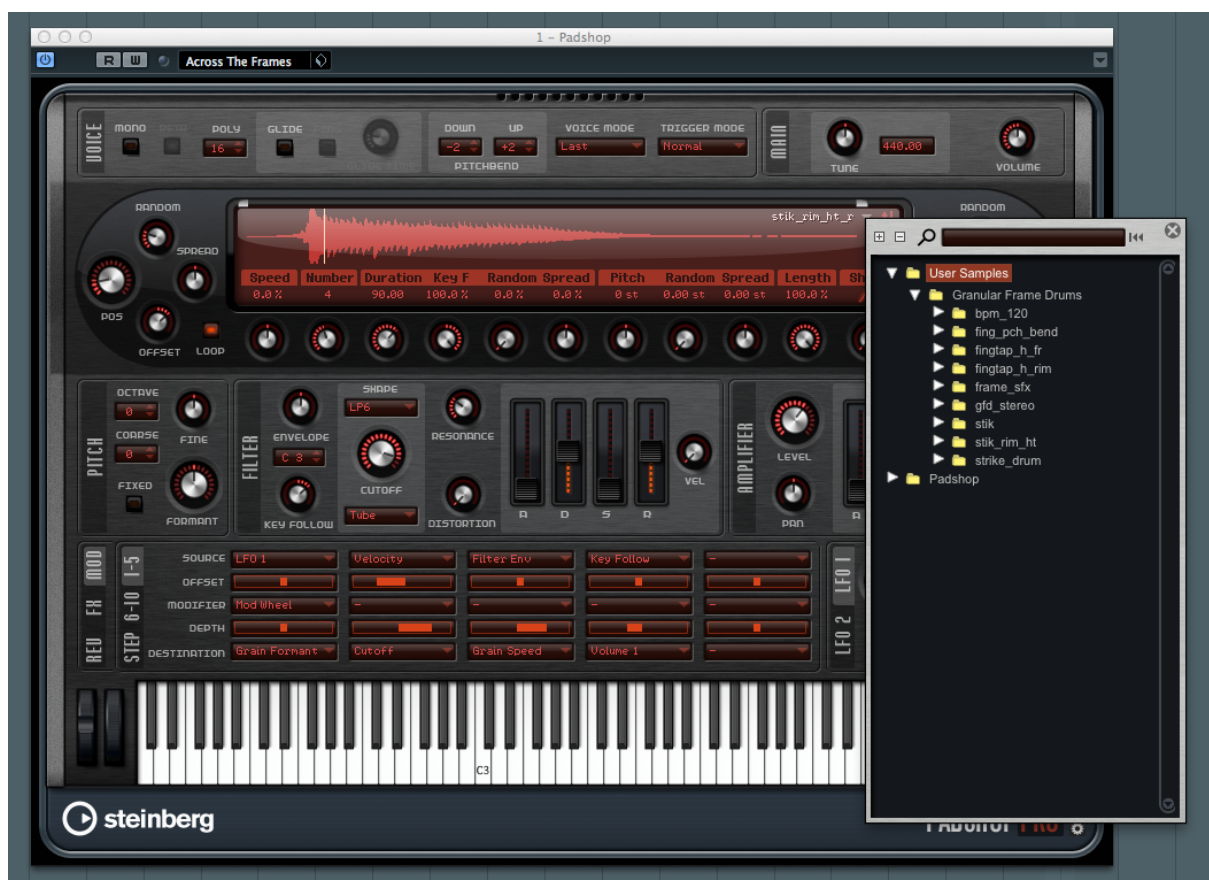 1 – Padshop
R W Across The Frames
VOICE MONO POLY 16 GLIDE DOWN -2 UP +2 PITCHBEND VOICE MODE Last TRIGGER MODE Normal
MAIN TUNE 440.00 VOLUME
RANDOM SPREAD POS OFFSET LOOP
RANDOM
stik_rim_ht_r
Speed Number Duration Key F Random Spread Pitch Random Spread Length Sh
0.0 % 4 90.00 100.0 % 0.0 % 0.0 % 0 st 0.00 st 0.00 st 100.0 %
PITCH OCTAVE 0 FINE COARSE 0 FIXED FORMANT
FILTER ENVELOPE C 3 KEY FOLLOW SHAPE LP6 CUTOFF Tube RESONANCE DISTORTION A D S R VEL
AMPLIFIER LEVEL PAN A
MOD FX REV
STEP 6-10 1-5
SOURCE LFO 1 Velocity Filter Env Key Follow -
OFFSET
MODIFIER Mod Wheel - - - -
DEPTH
DESTINATION Grain Formant Cutoff Grain Speed Volume 1 -
LFO 1
LFO 2
C3
steinberg
User Samples
Granular Frame Drums
bpm_120
fing_pch_bend
fingtap_h_fr
fingtap_h_rim
frame_sfx
gfd_stereo
stik
stik_rim_ht
strike_drum
Padshop